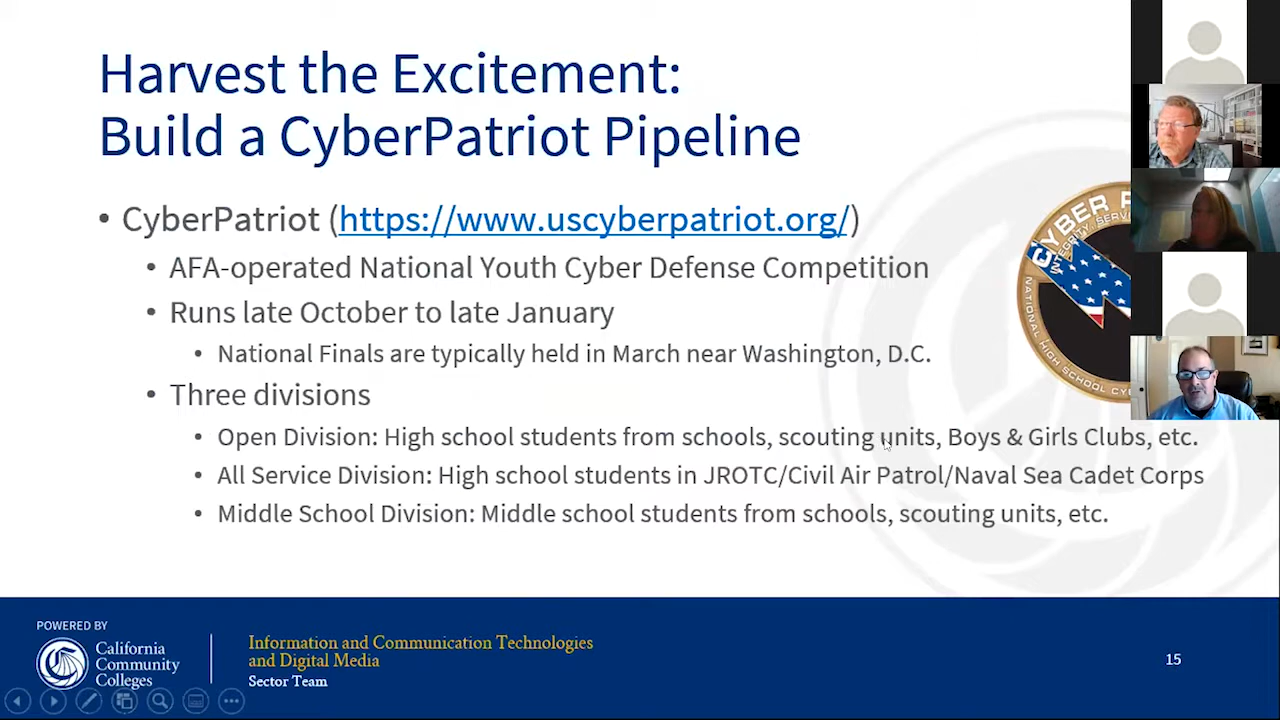 Harvest the Excitement:
Build a CyberPatriot Pipeline
• CyberPatriot (https://www.uscyberpatriot.org/)
• AFA-operated National Youth Cyber Defense Competition
• Runs late October to late January
• National Finals are typically held in March near Washington, D.C.
• Three divisions
• Open Division: High school students from schools, scouting units, Boys & Girls Clubs, etc.
• All Service Division: High school students in JROTC/Civil Air Patrol/Naval Sea Cadet Corps
• Middle School Division: Middle school students from schools, scouting units, etc.
CYBER
NATIONAL HIGH SCHOOL
POWERED BY
California
Community
Colleges
Information and Communication Technologies
and Digital Media
Sector Team
15